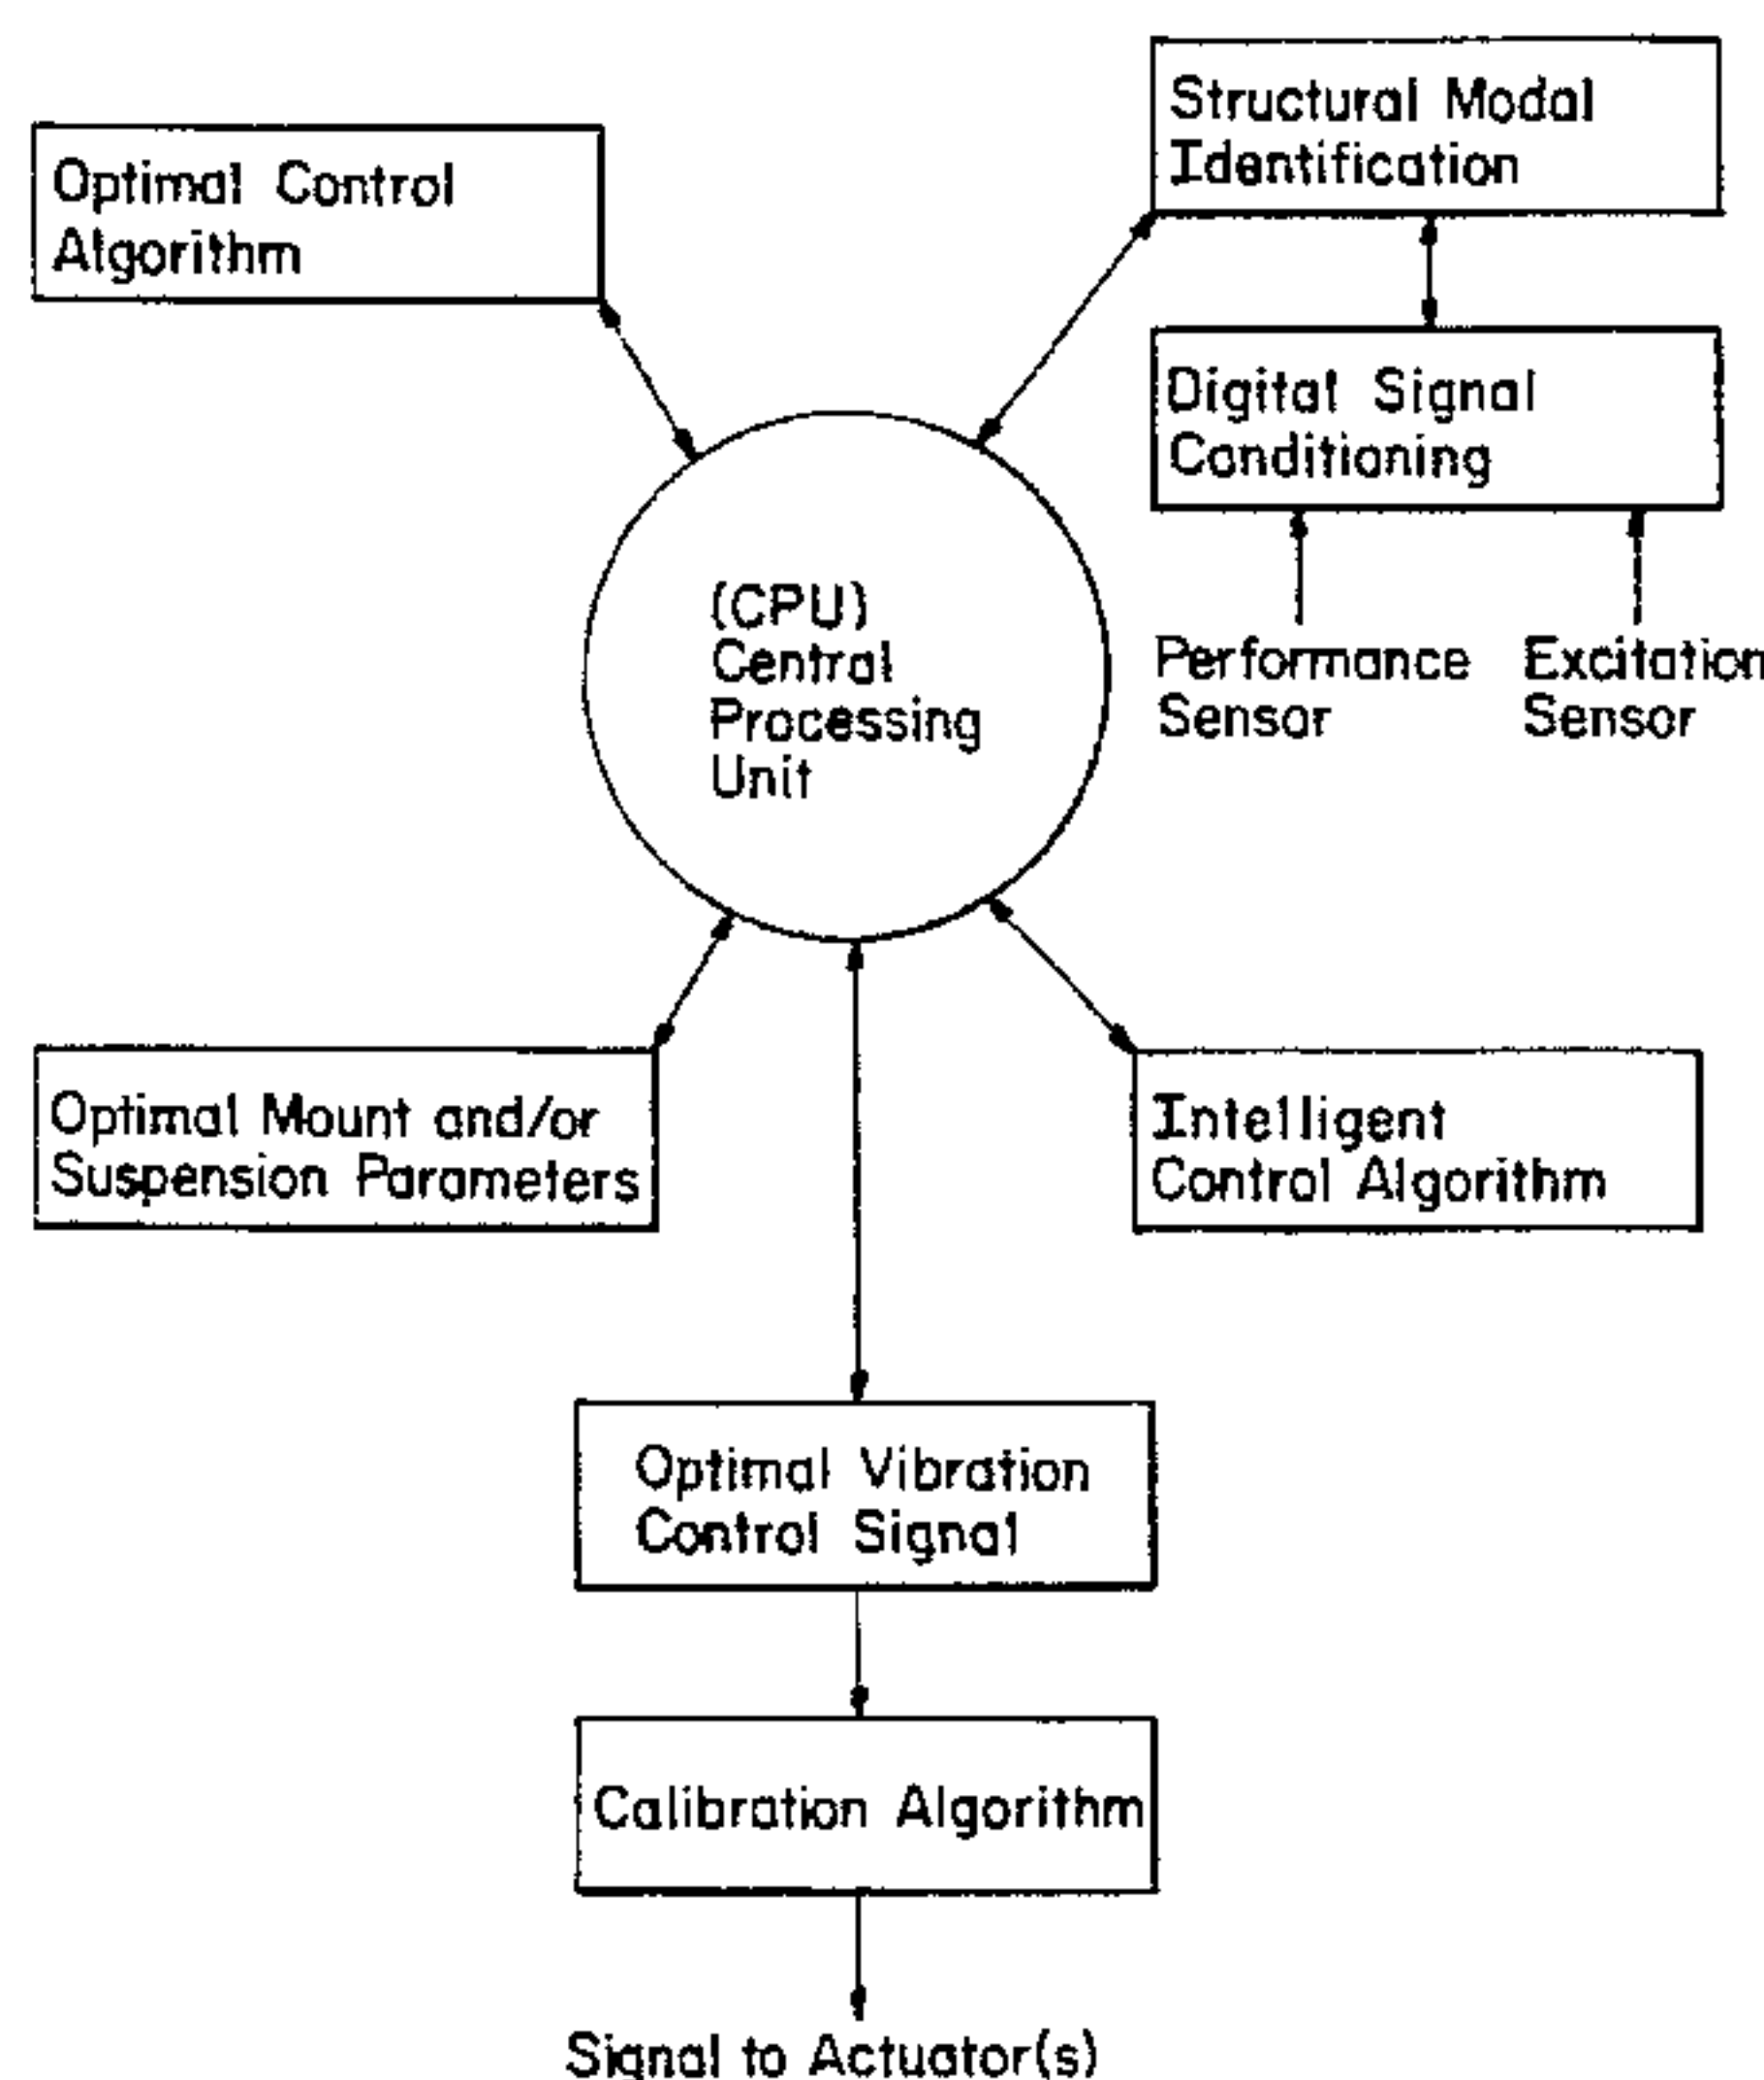 Structural Modal
Identification
Optimal Control
Algorithm
Digital Signal
Conditioning
(CPU)
Central
Processing
Unit
Performance
Sensor
Excitation
Sensor
Optimal Mount and/or
Suspension Parameters
Intelligent
Control Algorithm
Optimal Vibration
Control Signal
Calibration Algorithm
Signal to Actuator(s)